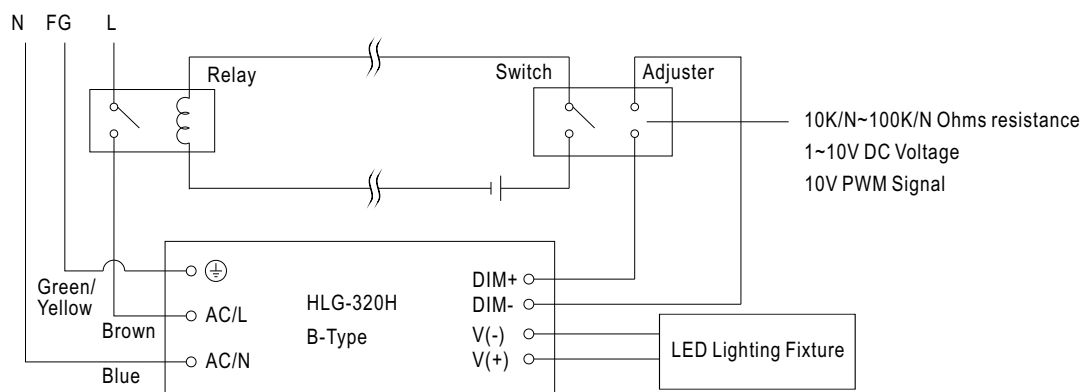 N FG L
Relay
Switch
Adjuster
10K/N~100K/N Ohms resistance
1~10V DC Voltage
10V PWM Signal
Green/
Yellow
Brown
Blue
AC/L
AC/N
HLG-320H
B-Type
DIM+
DIM-
V(-)
V(+)
LED Lighting Fixture